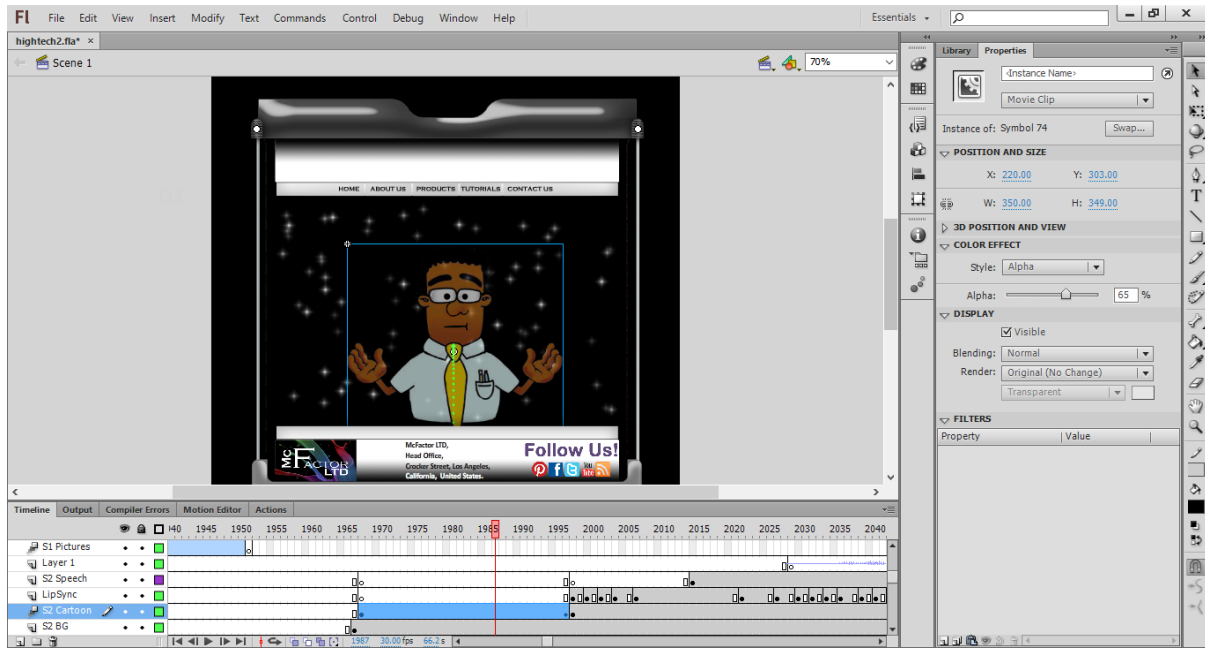 Fl File Edit View Insert Modify Text Commands Control Debug Window Help Essentials
hightech2.fla* ×
Scene 1 70%
HOME ABOUT US PRODUCTS TUTORIALS CONTACT US
McFactor LTD,
Head Office,
Crocker Street, Los Angeles,
California, United States.
Mc FACTOR LTD
Follow Us!
You Tube
Library Properties
<Instance Name>
Movie Clip
Instance of: Symbol 74 Swap...
POSITION AND SIZE
X: 220.00 Y: 303.00
W: 350.00 H: 349.00
3D POSITION AND VIEW
COLOR EFFECT
Style: Alpha
Alpha: 65 %
DISPLAY
Visible
Blending: Normal
Render: Original (No Change)
Transparent
FILTERS
Property Value
Timeline Output Compiler Errors Motion Editor Actions
1945 1950 1955 1960 1965 1970 1975 1980 1985 1990 1995 2000 2005 2010 2015 2020 2025 2030 2035 2040
S1 Pictures
Layer 1
S2 Speech
LipSync
S2 Cartoon
S2 BG
1987 30.00 fps 66.2 s